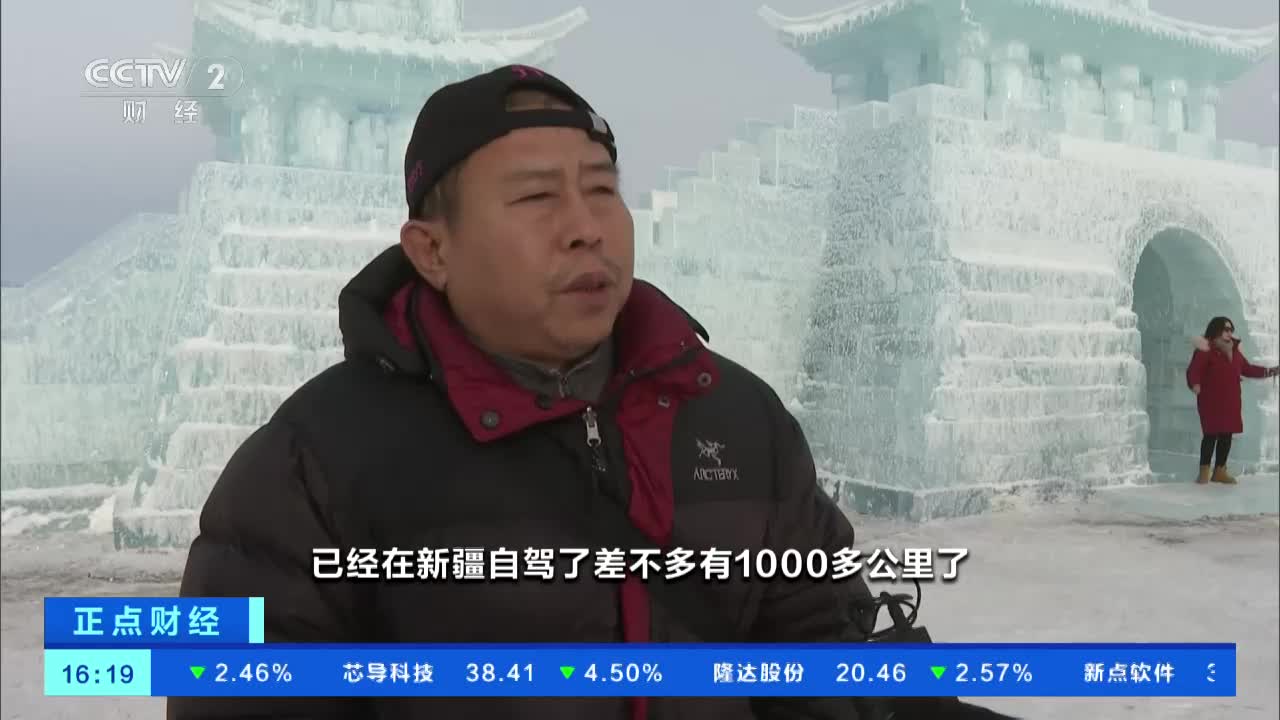 CCTV 2
财 经
ARC'TERYX
已经在新疆自驾了差不多有1000多公里了
正点财经
16:19 ▼ 2.46% 芯导科技 38.41 ▼ 4.50% 隆达股份 20.46 ▼ 2.57% 新点软件